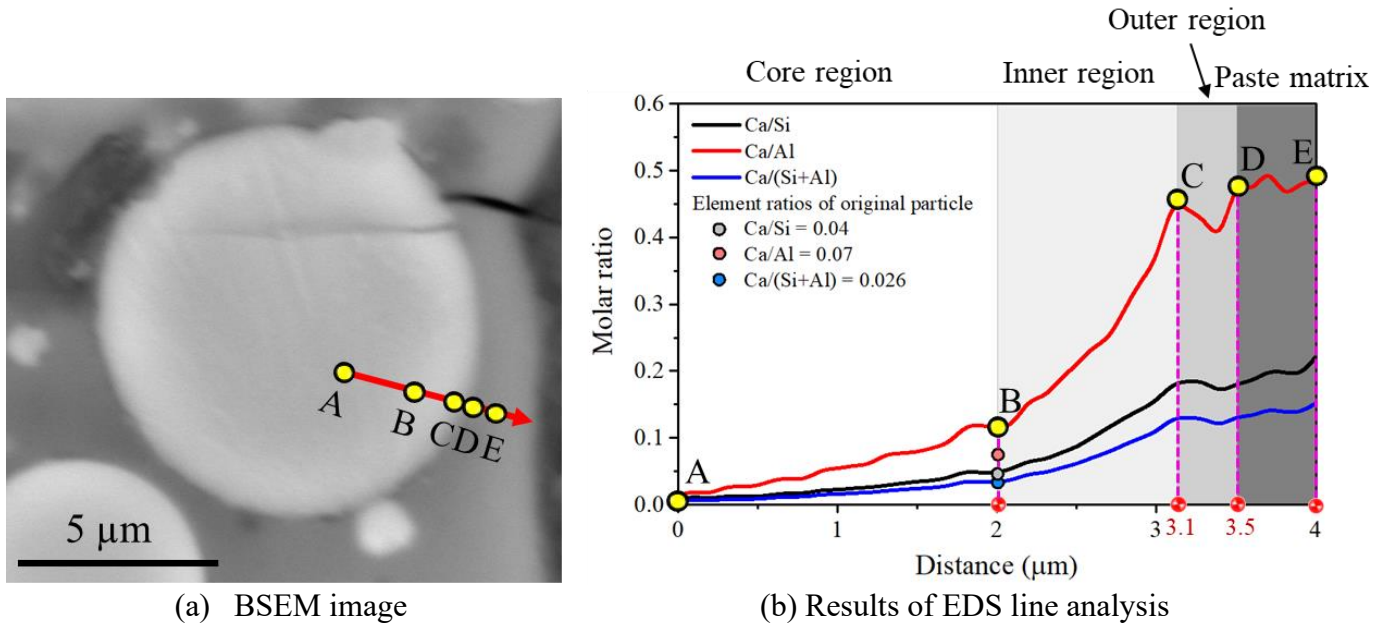 Outer region
Core region
Inner region
Paste matrix
A
B
C
D
E
5 µm
(a) BSEM image
0.6
0.5
0.4
0.3
0.2
0.1
0.0
Molar ratio
Ca/Si
Ca/Al
Ca/(Si+Al)
Element ratios of original particle
Ca/Si = 0.04
Ca/Al = 0.07
Ca/(Si+Al) = 0.026
A
B
C
D
E
0 1 2 3 3.1 3.5 4
Distance (µm)
(b) Results of EDS line analysis